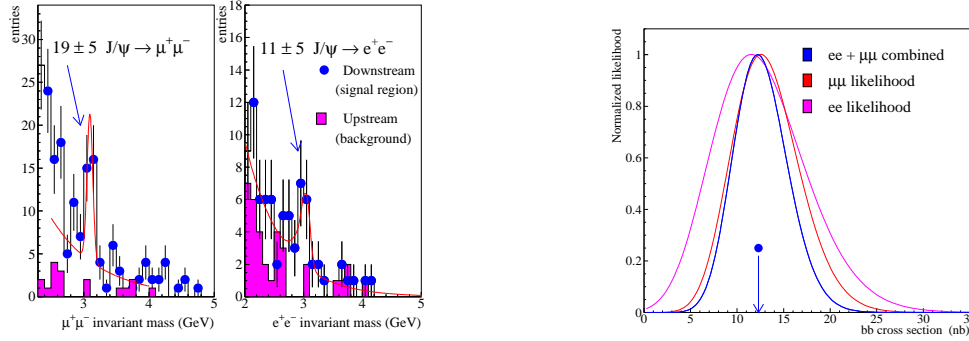 entries
19 ± 5 J/ψ → μ⁺μ⁻
30
25
20
15
10
5
0
3
4
μ⁺μ⁻ invariant mass (GeV)
entries
11 ± 5 J/ψ → e⁺e⁻
Downstream
(signal region)
Upstream
(background)
18
16
14
12
10
8
6
4
2
0
2
3
4
5
e⁺e⁻ invariant mass (GeV)
Normalized likelihood
ee + μμ combined
μμ likelihood
ee likelihood
1
0.8
0.6
0.4
0.2
0
0
5
10
15
20
25
30
bb cross section (nb)